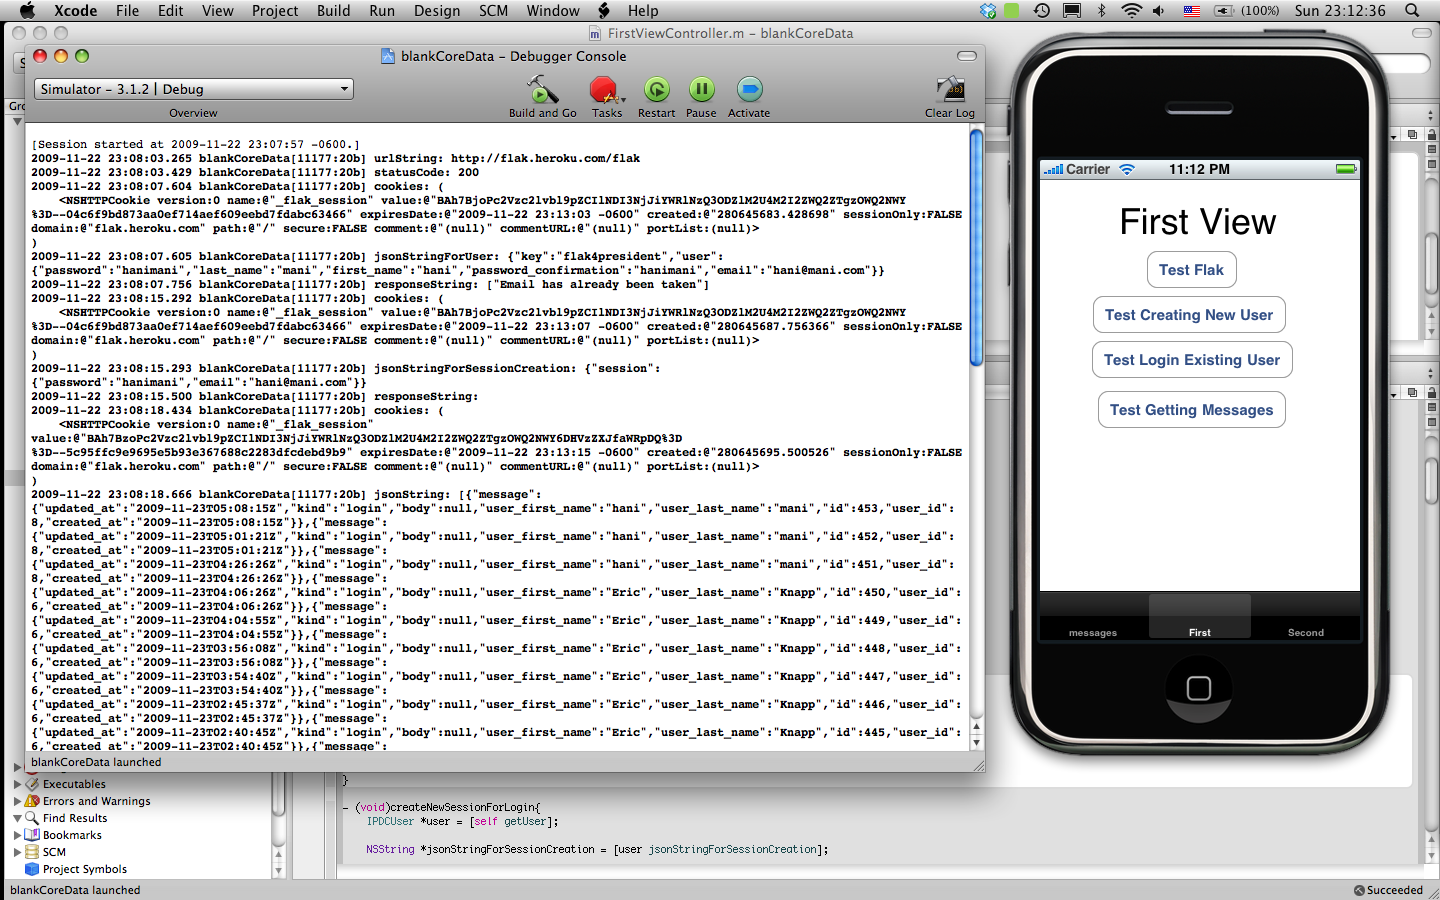 Xcode File Edit View Project Build Run Design SCM Window Help (100%) Sun 23:12:36
FirstViewController.m - blankCoreData
blankCoreData - Debugger Console
Simulator - 3.1.2 | Debug
Overview Build and Go Tasks Restart Pause Activate Clear Log
[Session started at 2009-11-22 23:07:57 -0600.]
2009-11-22 23:08:03.265 blankCoreData[11177:20b] urlString: http://flak.heroku.com/flak
2009-11-22 23:08:03.429 blankCoreData[11177:20b] statusCode: 200
2009-11-22 23:08:07.604 blankCoreData[11177:20b] cookies: (
<NSHTTPCookie version:0 name:@"_flak_session" value:@"BAh7BjoPc2Vzc2lvbl9pZCIlNDI3NjJiYWRlNzQ3ODZlM2U4M2I2ZWQ2ZTgzOWQ2NWY
%3D--04c6f9bd873aa0ef714aef609eebd7fdabc63466" expiresDate:@"2009-11-22 23:13:03 -0600" created:@"280645683.428698" sessionOnly:FALSE
domain:@"flak.heroku.com" path:@"/" secure:FALSE comment:@"(null)" commentURL:@"(null)" portList:(null)>
)
2009-11-22 23:08:07.605 blankCoreData[11177:20b] jsonStringForUser: {"key":"flak4president","user":
{"password":"hanimani","last_name":"mani","first_name":"hani","password_confirmation":"hanimani","email":"hani@mani.com"}}
2009-11-22 23:08:07.756 blankCoreData[11177:20b] responseString: ["Email has already been taken"]
2009-11-22 23:08:15.292 blankCoreData[11177:20b] cookies: (
<NSHTTPCookie version:0 name:@"_flak_session" value:@"BAh7BjoPc2Vzc2lvbl9pZCIlNDI3NjJiYWRlNzQ3ODZlM2U4M2I2ZWQ2ZTgzOWQ2NWY
%3D--04c6f9bd873aa0ef714aef609eebd7fdabc63466" expiresDate:@"2009-11-22 23:13:07 -0600" created:@"280645687.756366" sessionOnly:FALSE
domain:@"flak.heroku.com" path:@"/" secure:FALSE comment:@"(null)" commentURL:@"(null)" portList:(null)>
)
2009-11-22 23:08:15.293 blankCoreData[11177:20b] jsonStringForSessionCreation: {"session":
{"password":"hanimani","email":"hani@mani.com"}}
2009-11-22 23:08:15.500 blankCoreData[11177:20b] responseString:
2009-11-22 23:08:18.434 blankCoreData[11177:20b] cookies: (
<NSHTTPCookie version:0 name:@"_flak_session"
value:@"BAh7BzoPc2Vzc2lvbl9pZCIlNDI3NjJiYWRlNzQ3ODZlM2U4M2I2ZWQ2ZTgzOWQ2NWY6DHVzZXJfaWRpDQ%3D
%3D--5c95ffc9e9695e5b93e367688c2283dfcdebd9b9" expiresDate:@"2009-11-22 23:13:15 -0600" created:@"280645695.500526" sessionOnly:FALSE
domain:@"flak.heroku.com" path:@"/" secure:FALSE comment:@"(null)" commentURL:@"(null)" portList:(null)>
)
2009-11-22 23:08:18.666 blankCoreData[11177:20b] jsonString: [{"message":
{"updated_at":"2009-11-23T05:08:15Z","kind":"login","body":null,"user_first_name":"hani","user_last_name":"mani","id":453,"user_id":
8,"created_at":"2009-11-23T05:08:15Z"}},{"message":
{"updated_at":"2009-11-23T05:01:21Z","kind":"login","body":null,"user_first_name":"hani","user_last_name":"mani","id":452,"user_id":
8,"created_at":"2009-11-23T05:01:21Z"}},{"message":
{"updated_at":"2009-11-23T04:26:26Z","kind":"login","body":null,"user_first_name":"hani","user_last_name":"mani","id":451,"user_id":
8,"created_at":"2009-11-23T04:26:26Z"}},{"message":
{"updated_at":"2009-11-23T04:06:26Z","kind":"login","body":null,"user_first_name":"Eric","user_last_name":"Knapp","id":450,"user_id":
6,"created_at":"2009-11-23T04:06:26Z"}},{"message":
{"updated_at":"2009-11-23T04:04:55Z","kind":"login","body":null,"user_first_name":"Eric","user_last_name":"Knapp","id":449,"user_id":
6,"created_at":"2009-11-23T04:04:55Z"}},{"message":
{"updated_at":"2009-11-23T03:56:08Z","kind":"login","body":null,"user_first_name":"Eric","user_last_name":"Knapp","id":448,"user_id":
6,"created_at":"2009-11-23T03:56:08Z"}},{"message":
{"updated_at":"2009-11-23T03:54:40Z","kind":"login","body":null,"user_first_name":"Eric","user_last_name":"Knapp","id":447,"user_id":
6,"created_at":"2009-11-23T03:54:40Z"}},{"message":
{"updated_at":"2009-11-23T02:45:37Z","kind":"login","body":null,"user_first_name":"Eric","user_last_name":"Knapp","id":446,"user_id":
6,"created_at":"2009-11-23T02:45:37Z"}},{"message":
{"updated_at":"2009-11-23T02:40:45Z","kind":"login","body":null,"user_first_name":"Eric","user_last_name":"Knapp","id":445,"user_id":
6,"created_at":"2009-11-23T02:40:45Z"}},{"message":
blankCoreData launched
Executables
Errors and Warnings
Find Results
Bookmarks
SCM
Project Symbols
}
- (void)createNewSessionForLogin{
IPDCUser *user = [self getUser];
NSString *jsonStringForSessionCreation = [user jsonStringForSessionCreation];
blankCoreData launched
Succeeded
Carrier 11:12 PM
First View
Test Flak
Test Creating New User
Test Login Existing User
Test Getting Messages
messages First Second